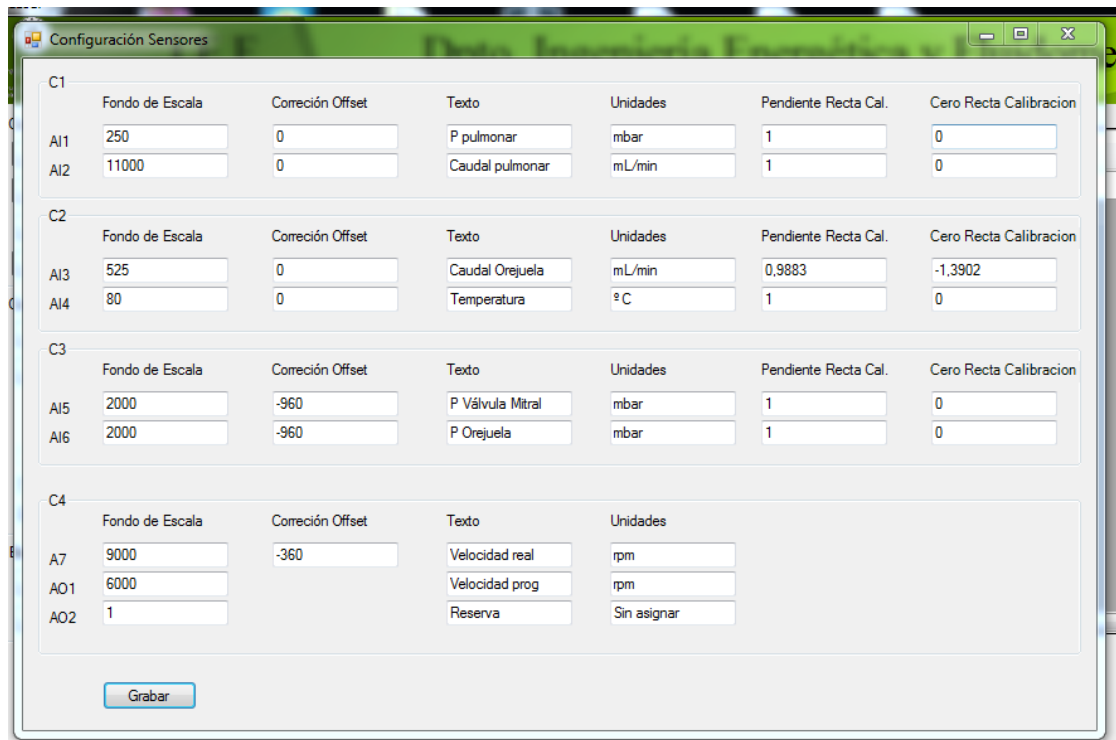 Configuración Sensores
Dpto. Ingeniería Energética y
C1
Fondo de Escala Correción Offset Texto Unidades Pendiente Recta Cal. Cero Recta Calibracion
AI1 250 0 P pulmonar mbar 1 0
AI2 11000 0 Caudal pulmonar mL/min 1 0
C2
Fondo de Escala Correción Offset Texto Unidades Pendiente Recta Cal. Cero Recta Calibracion
AI3 525 0 Caudal Orejuela mL/min 0,9883 -1,3902
AI4 80 0 Temperatura º C 1 0
C3
Fondo de Escala Correción Offset Texto Unidades Pendiente Recta Cal. Cero Recta Calibracion
AI5 2000 -960 P Válvula Mitral mbar 1 0
AI6 2000 -960 P Orejuela mbar 1 0
C4
Fondo de Escala Correción Offset Texto Unidades
A7 9000 -360 Velocidad real rpm
AO1 6000 Velocidad prog rpm
AO2 1 Reserva Sin asignar
Grabar